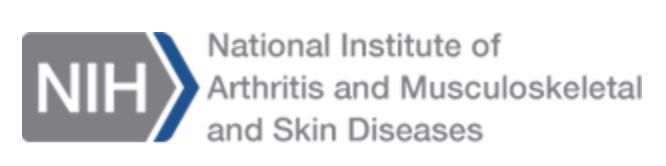 NIH
National Institute of
Arthritis and Musculoskeletal
and Skin Diseases